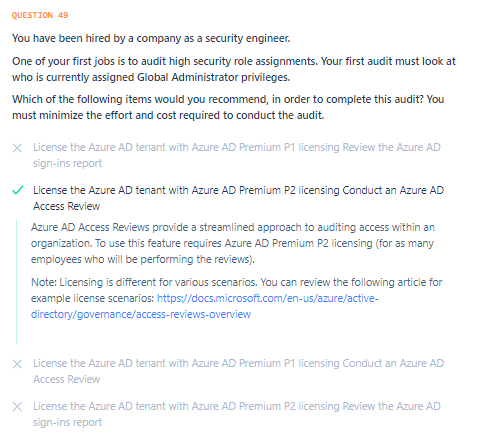 QUESTION 49
You have been hired by a company as a security engineer.
One of your first jobs is to audit high security role assignments. Your first audit must look at
who is currently assigned Global Administrator privileges.
Which of the following items would you recommend, in order to complete this audit? You
must minimize the effort and cost required to conduct the audit.
License the Azure AD tenant with Azure AD Premium P1 licensing Review the Azure AD
sign-ins report
License the Azure AD tenant with Azure AD Premium P2 licensing Conduct an Azure AD
Access Review
Azure AD Access Reviews provide a streamlined approach to auditing access within an
organization. To use this feature requires Azure AD Premium P2 licensing (for as many
employees who will be performing the reviews).
Note: Licensing is different for various scenarios. You can review the following article for
example license scenarios: https://docs.microsoft.com/en-us/azure/active-
directory/governance/access-reviews-overview
License the Azure AD tenant with Azure AD Premium P1 licensing Conduct an Azure AD
Access Review
License the Azure AD tenant with Azure AD Premium P2 licensing Review the Azure AD
sign-ins report